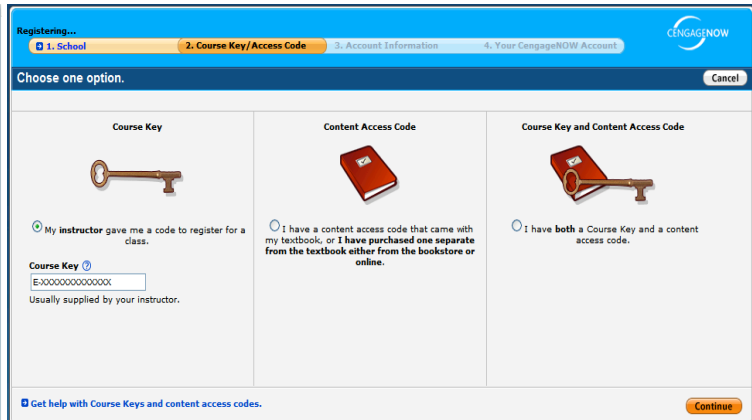 Registering...
1. School
2. Course Key/Access Code
3. Account Information
4. Your CengageNOW Account
CENGAGENOW
Choose one option.
Cancel
Course Key
My instructor gave me a code to register for a
class.
Course Key
E-XXXXXXXXXXXXX
Usually supplied by your instructor.
Content Access Code
I have a content access code that came with
my textbook, or I have purchased one separate
from the textbook either from the bookstore or
online.
Course Key and Content Access Code
I have both a Course Key and a content
access code.
Get help with Course Keys and content access codes.
Continue